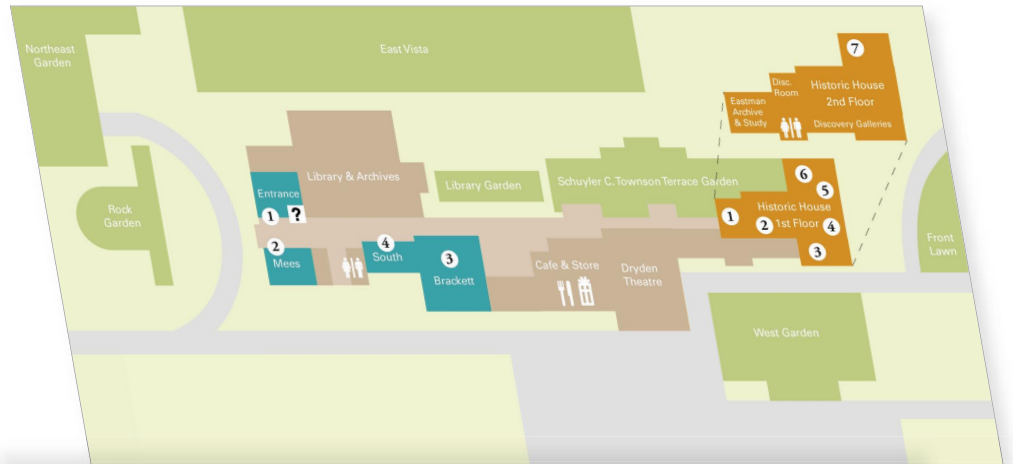 Northeast
Garden
East Vista
7
Disc.
Room
Historic House
2nd Floor
Eastman
Archive
& Study
Discovery Galleries
Library & Archives
Entrance
1
?
Library Garden
Schuyler C. Townson Terrace Garden
6
5
1
Historic House
2
1st Floor
4
3
Rock
Garden
2
Mees
4
South
3
Brackett
Cafe & Store
Dryden
Theatre
Front
Lawn
West Garden